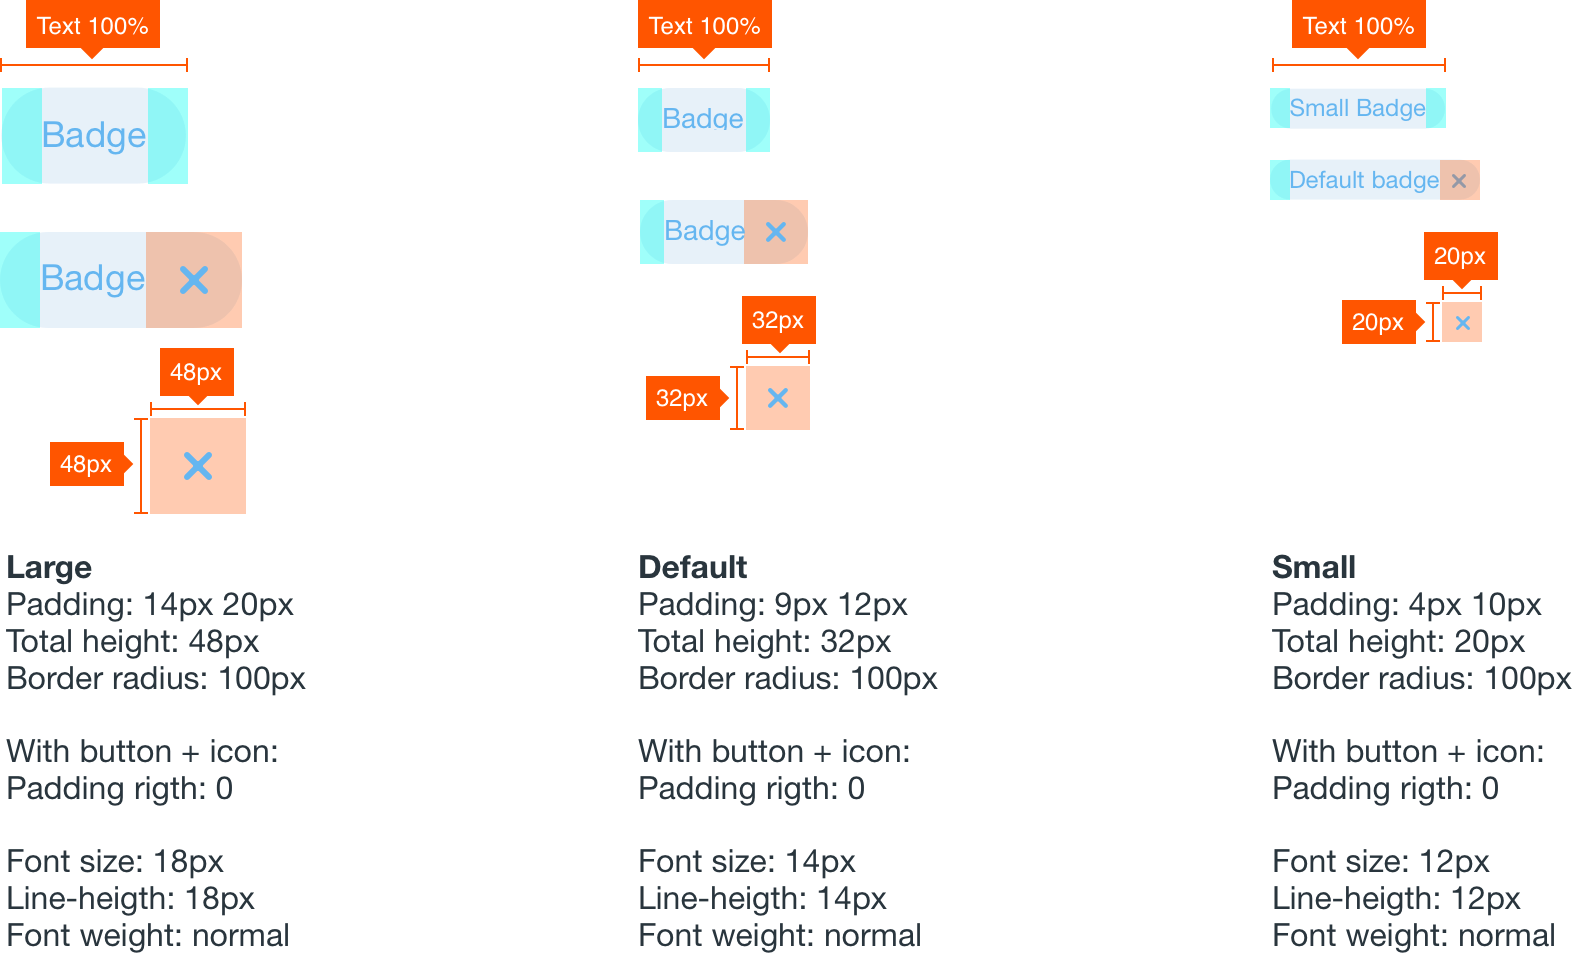 Text 100%
Badge
Badge
48px
48px
Large
Padding: 14px 20px
Total height: 48px
Border radius: 100px
With button + icon:
Padding rigth: 0
Font size: 18px
Line-heigth: 18px
Font weight: normal
Text 100%
Badge
Badge
32px
32px
Default
Padding: 9px 12px
Total height: 32px
Border radius: 100px
With button + icon:
Padding rigth: 0
Font size: 14px
Line-heigth: 14px
Font weight: normal
Text 100%
Small Badge
Default badge
20px
20px
Small
Padding: 4px 10px
Total height: 20px
Border radius: 100px
With button + icon:
Padding rigth: 0
Font size: 12px
Line-heigth: 12px
Font weight: normal